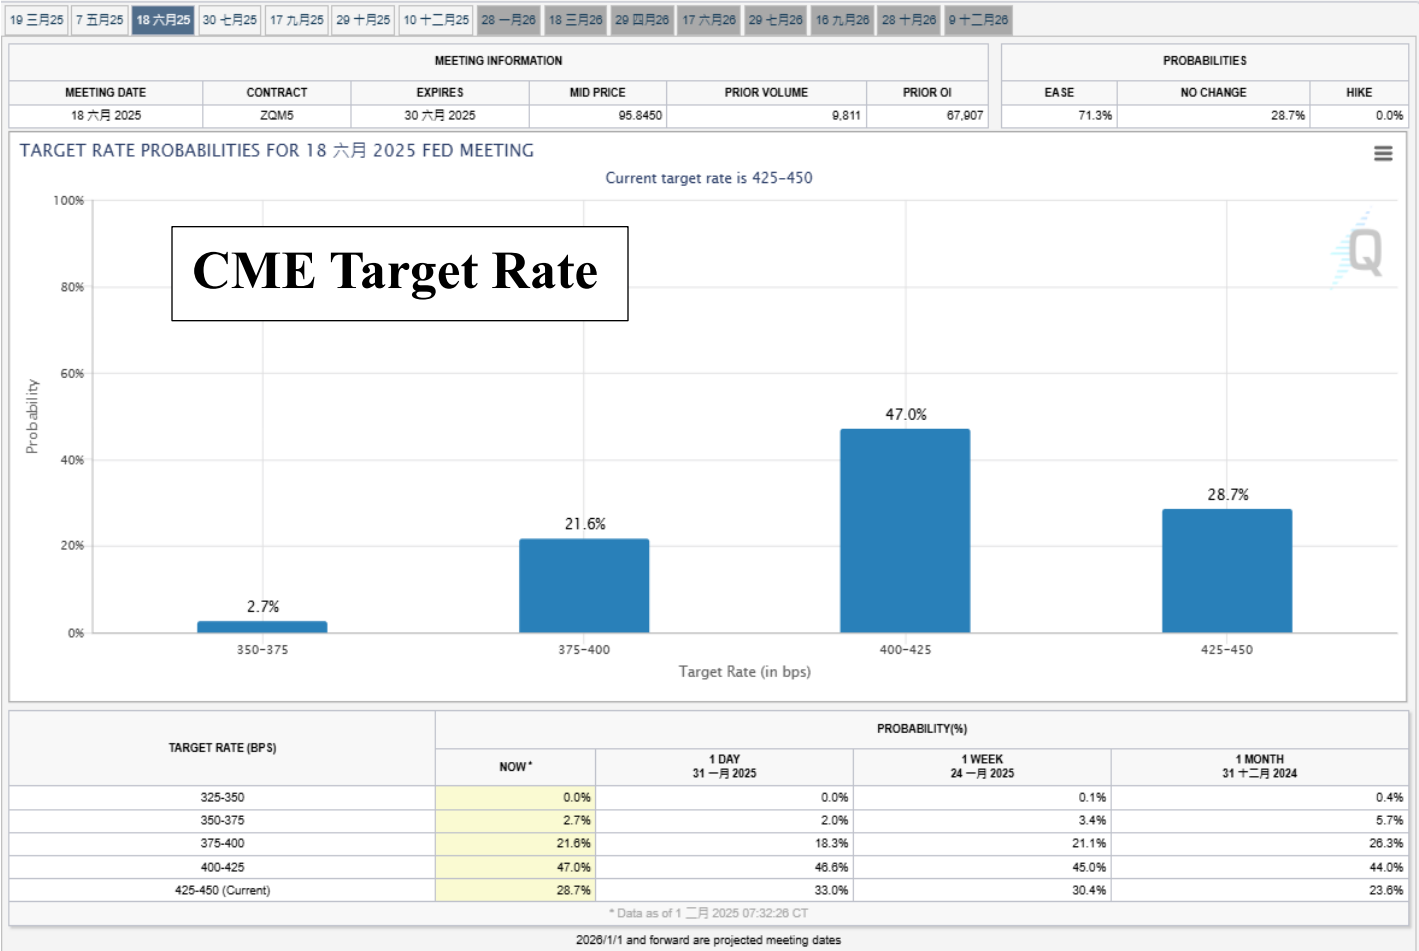 19 三月25 7 五月25 18 六月25 30 七月25 17 九月25 29 十月25 10 十二月25 28 一月26 18 三月26 29 四月26 17 六月26 29 七月26 16 九月26 28 十月26 9 十二月26
MEETING INFORMATION
MEETING DATE CONTRACT EXPIRES MID PRICE PRIOR VOLUME PRIOR OI
18 六月 2025 ZQM5 30 六月 2025 95.8450 9,811 67,907
PROBABILITIES
EASE NO CHANGE HIKE
71.3% 28.7% 0.0%
TARGET RATE PROBABILITIES FOR 18 六月 2025 FED MEETING
Current target rate is 425-450
CME Target Rate
Q
Probability
100%
80%
60%
40%
20%
0%
2.7%
21.6%
47.0%
28.7%
350-375 375-400 400-425 425-450
Target Rate (in bps)
TARGET RATE (BPS) PROBABILITY(%)
NOW * 1 DAY 31 一月 2025 1 WEEK 24 一月 2025 1 MONTH 31 十二月 2024
325-350 0.0% 0.0% 0.1% 0.4%
350-375 2.7% 2.0% 3.4% 5.7%
375-400 21.6% 18.3% 21.1% 26.3%
400-425 47.0% 46.6% 45.0% 44.0%
425-450 (Current) 28.7% 33.0% 30.4% 23.6%
* Data as of 1 二月 2025 07:32:26 CT
2026/1/1 and forward are projected meeting dates